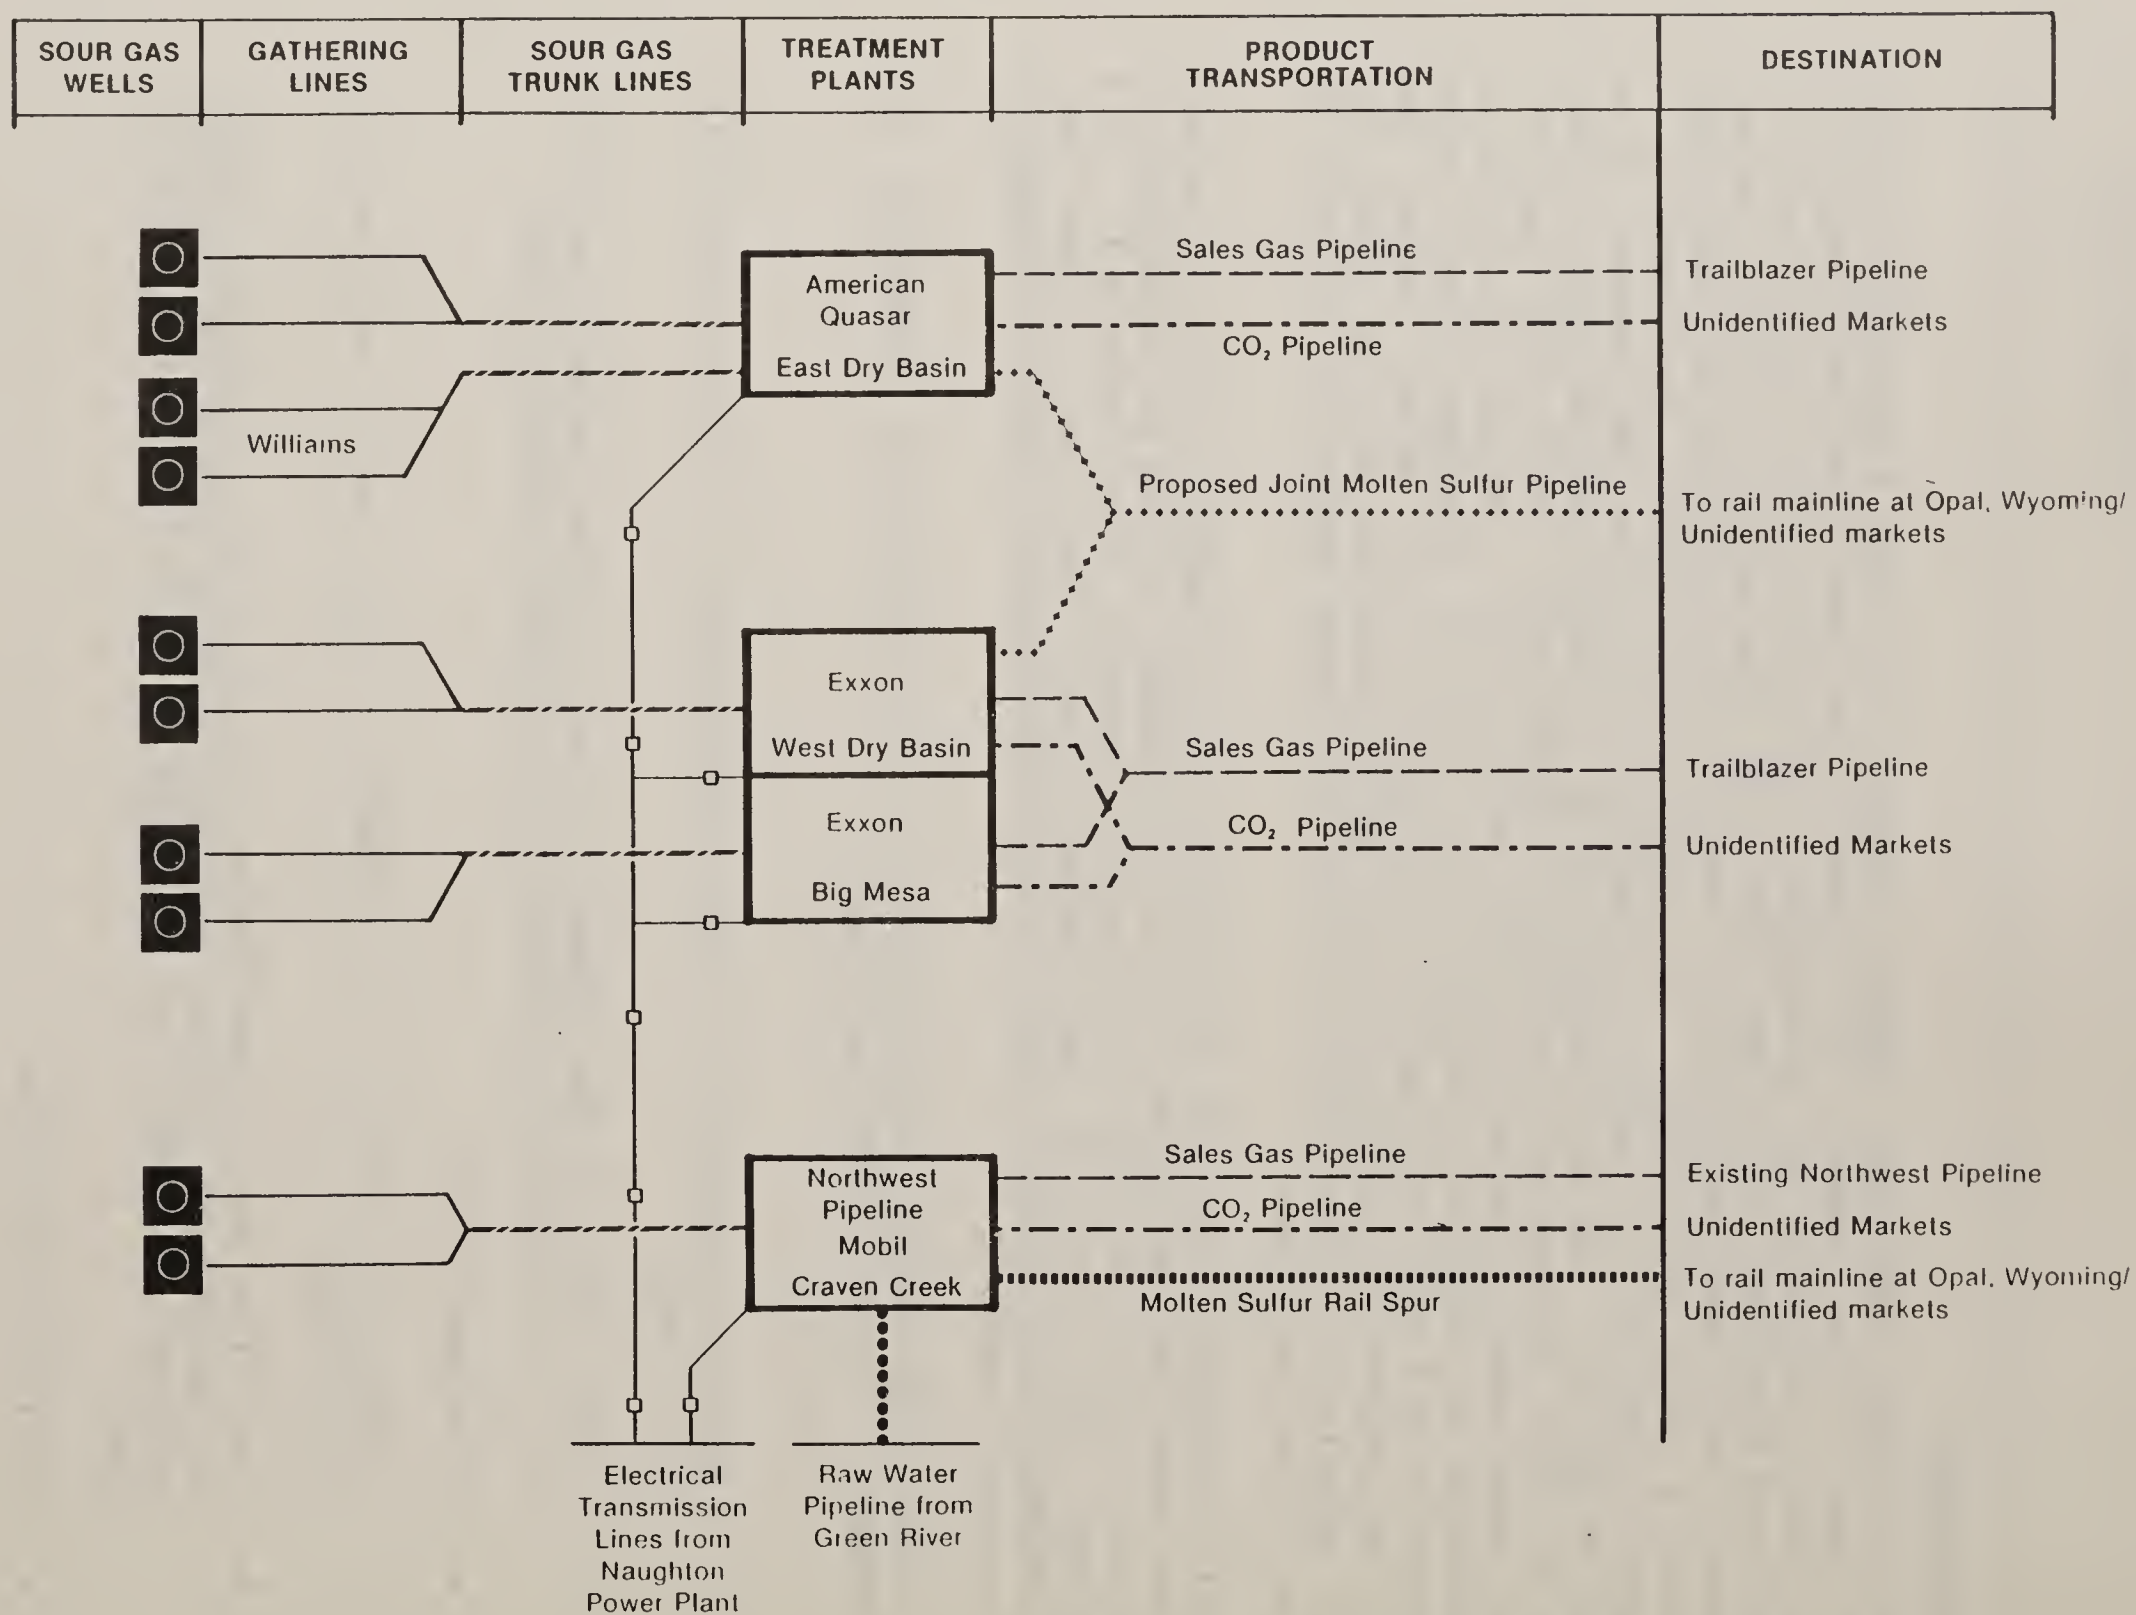 SOUR GAS
WELLS
GATHERING
LINES
SOUR GAS
TRUNK LINES
TREATMENT
PLANTS
PRODUCT
TRANSPORTATION
DESTINATION
American
Quasar
East Dry Basin
Sales Gas Pipeline
Trailblazer Pipeline
CO₂ Pipeline
Unidentified Markets
Williams
Proposed Joint Molten Sulfur Pipeline
To rail mainline at Opal, Wyoming/
Unidentified markets
Exxon
West Dry Basin
Exxon
Big Mesa
Sales Gas Pipeline
Trailblazer Pipeline
CO₂ Pipeline
Unidentified Markets
Northwest
Pipeline
Mobil
Craven Creek
Sales Gas Pipeline
Existing Northwest Pipeline
CO₂ Pipeline
Unidentified Markets
Molten Sulfur Rail Spur
To rail mainline at Opal, Wyoming/
Unidentified markets
Electrical
Transmission
Lines from
Naughton
Power Plant
Raw Water
Pipeline from
Green River